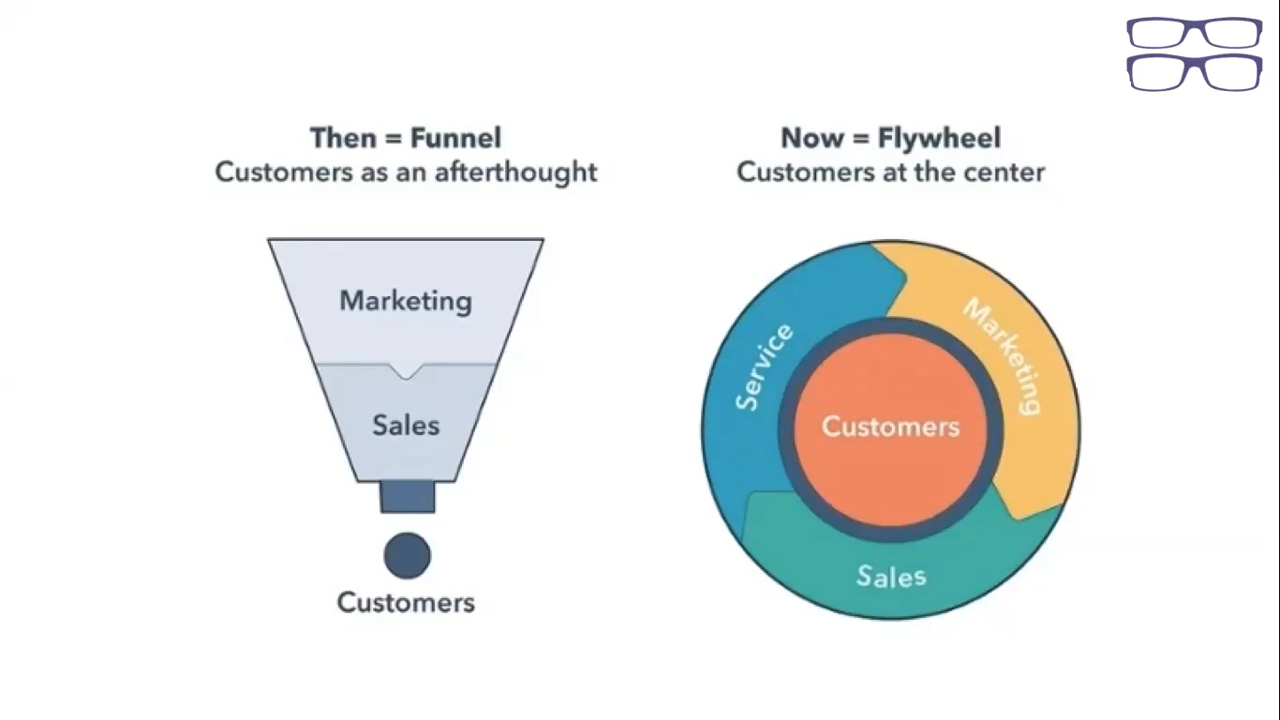 Then = Funnel
Customers as an afterthought
Marketing
Sales
Customers
Now = Flywheel
Customers at the center
Service
Marketing
Customers
Sales